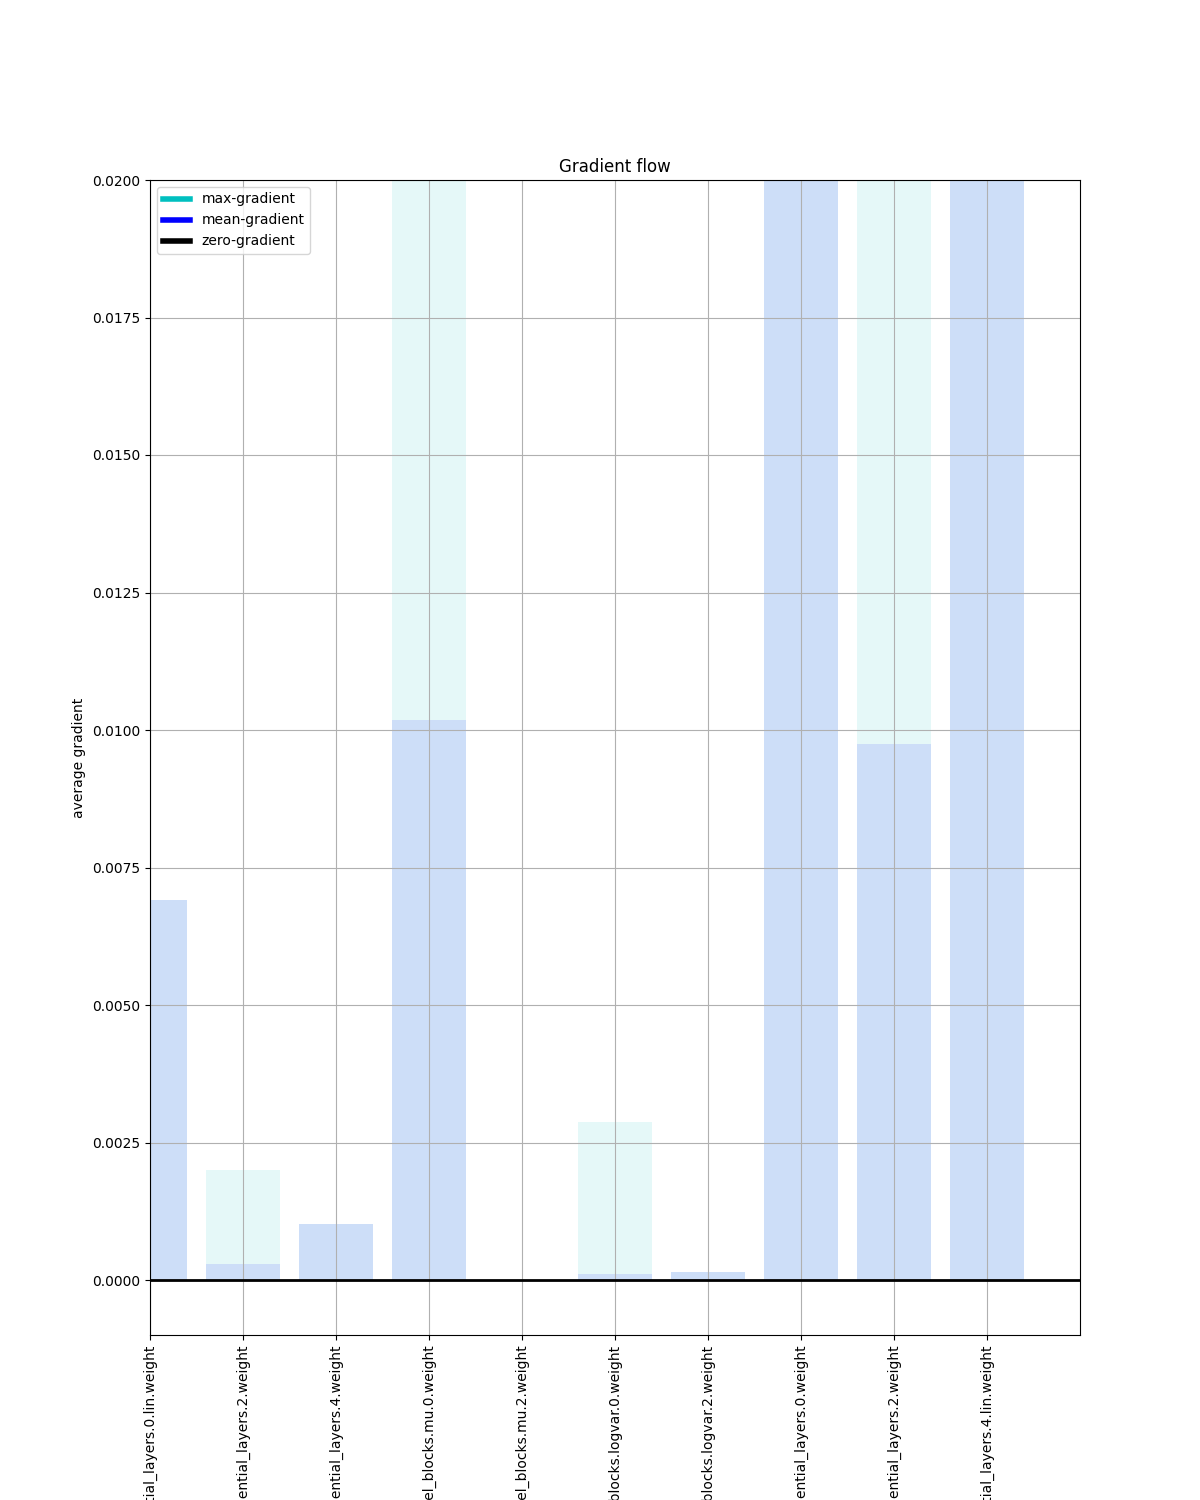 Gradient flow
max-gradient
mean-gradient
zero-gradient
0.0200
0.0175
0.0150
0.0125
0.0100
0.0075
0.0050
0.0025
0.0000
average gradient
tial_layers.0.lin.weight
ential_layers.2.weight
ential_layers.4.weight
el_blocks.mu.0.weight
el_blocks.mu.2.weight
blocks.logvar.0.weight
blocks.logvar.2.weight
ential_layers.0.weight
ential_layers.2.weight
tial_layers.4.lin.weight